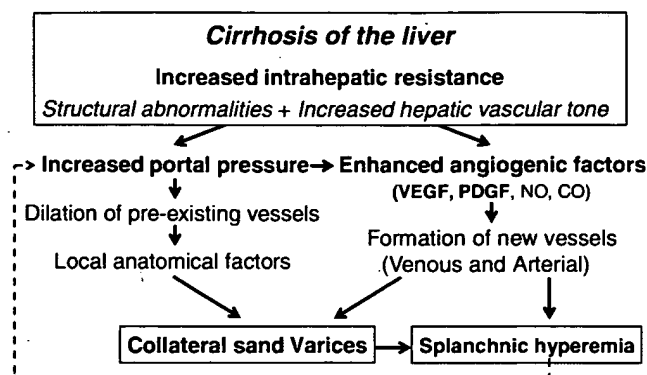 Cirrhosis of the liver
Increased intrahepatic resistance
Structural abnormalities + Increased hepatic vascular tone
Increased portal pressure
Enhanced angiogenic factors
(VEGF, PDGF, NO, CO)
Dilation of pre-existing vessels
Formation of new vessels
(Venous and Arterial)
Local anatomical factors
Collateral sand Varices
Splanchnic hyperemia